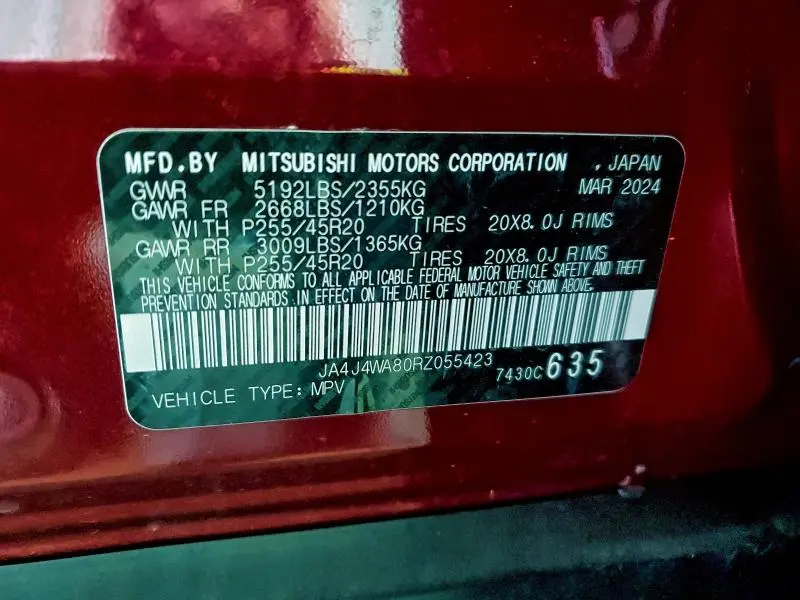 MFD.BY MITSUBISHI MOTORS CORPORATION , JAPAN
GVWR 5192LBS/2355KG MAR 2024
GAWR FR 2668LBS/1210KG
WITH P255/45R20 TIRES 20X8.0J RIMS
GAWR RR 3009LBS/1365KG
WITH P255/45R20 TIRES 20X8.0J RIMS
THIS VEHICLE CONFORMS TO ALL APPLICABLE FEDERAL MOTOR VEHICLE SAFETY AND THEFT
PREVENTION STANDARDS IN EFFECT ON THE DATE OF MANUFACTURE SHOWN ABOVE.
JA4J4WA80RZ055423
VEHICLE TYPE: MPV 7430C 635